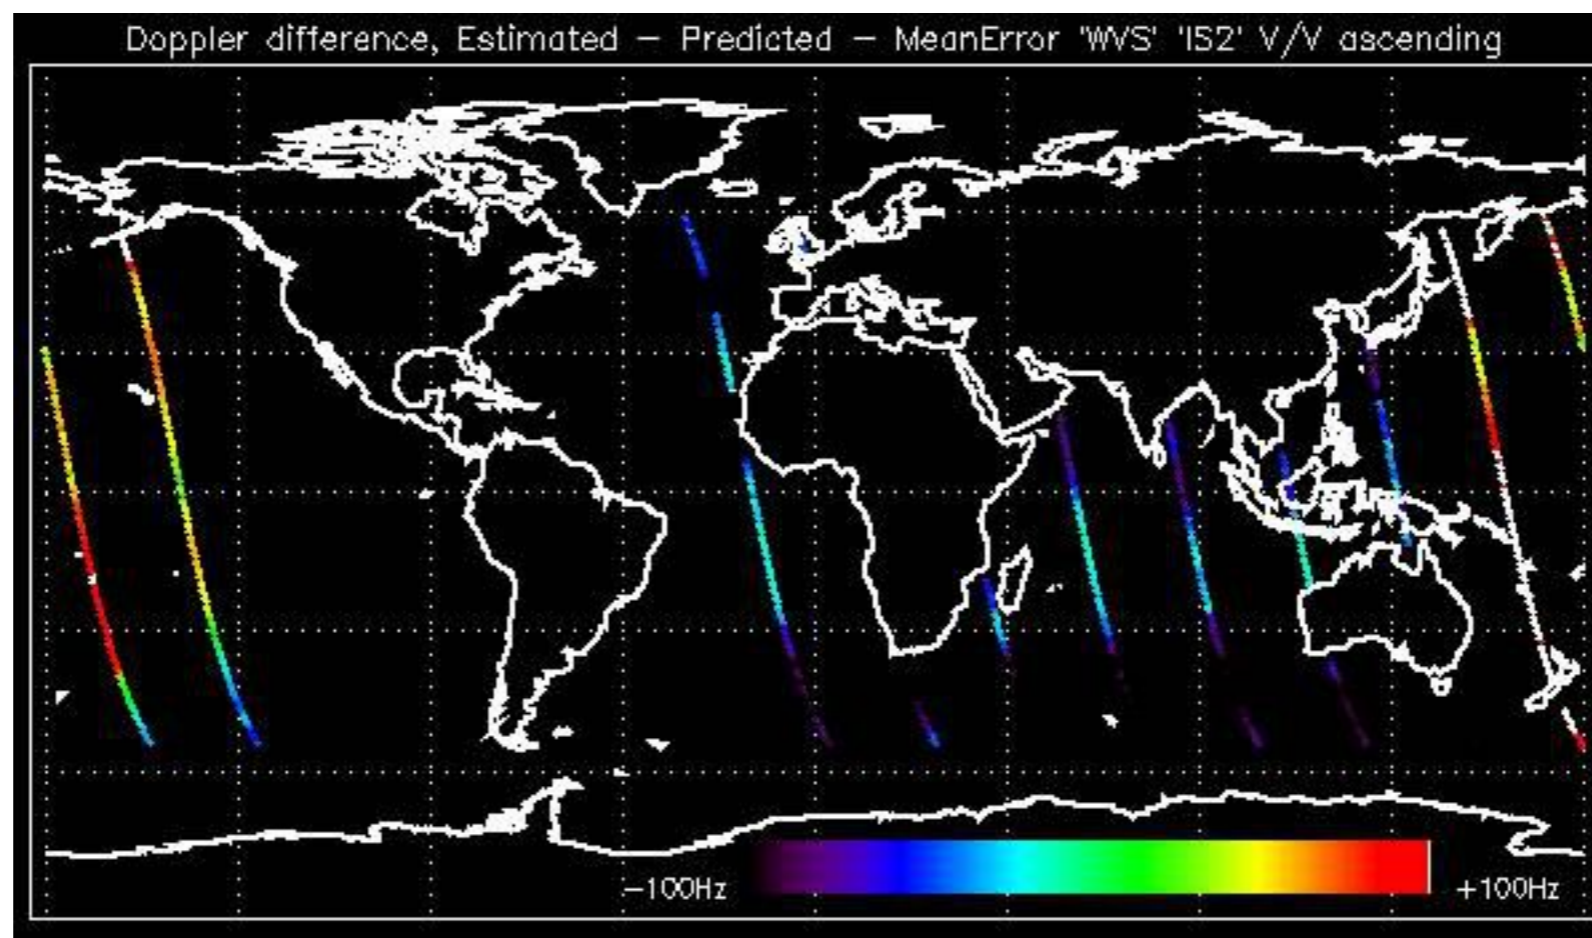 Doppler difference, Estimated – Predicted – MeanError 'WVS' 'IS2' V/V ascending
–100Hz +100Hz